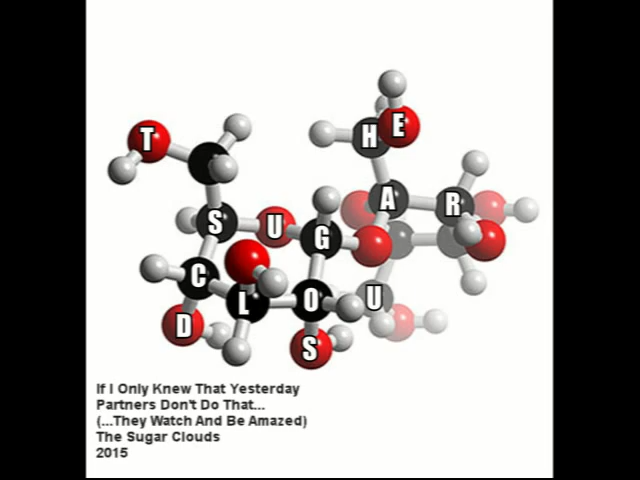 T H E
S U G A R
C L O U
D S
If I Only Knew That Yesterday
Partners Don't Do That...
(...They Watch And Be Amazed)
The Sugar Clouds
2015